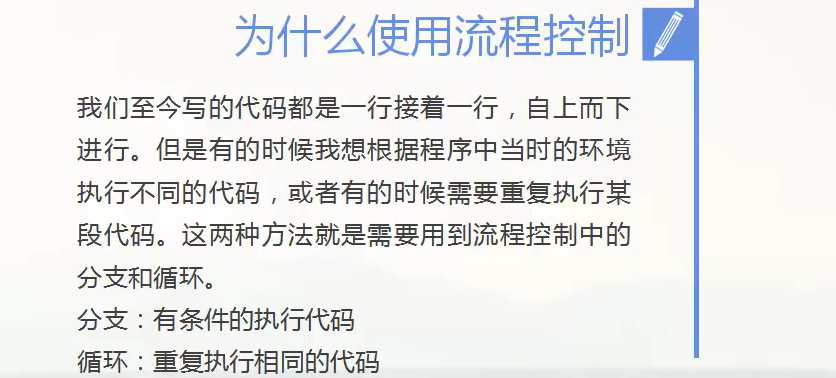 为什么使用流程控制
我们至今写的代码都是一行接着一行，自上而下
进行。但是有的时候我想根据程序中当时的环境
执行不同的代码，或者有的时候需要重复执行某
段代码。这两种方法就是需要用到流程控制中的
分支和循环。
分支：有条件的执行代码
循环：重复执行相同的代码